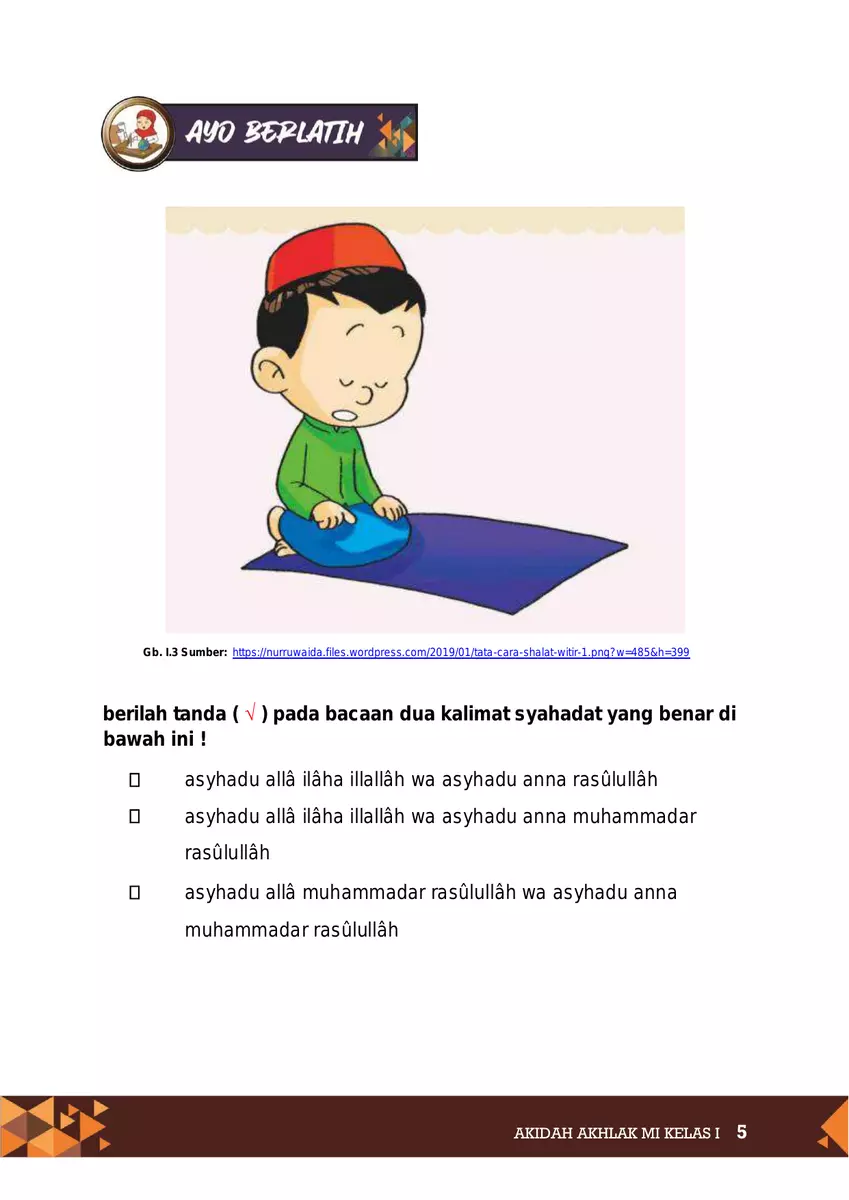 AYO BERLATIH
Gb. I.3 Sumber: https://nurruwaida.files.wordpress.com/2019/01/tata-cara-shalat-witir-1.png?w=485&h=399
berilah tanda ( √ ) pada bacaan dua kalimat syahadat yang benar di
bawah ini !
asyhadu allâ ilâha illallâh wa asyhadu anna rasûlullâh
asyhadu allâ ilâha illallâh wa asyhadu anna muhammadar
rasûlullâh
asyhadu allâ muhammadar rasûlullâh wa asyhadu anna
muhammadar rasûlullâh
AKIDAH AKHLAK MI KELAS I 5